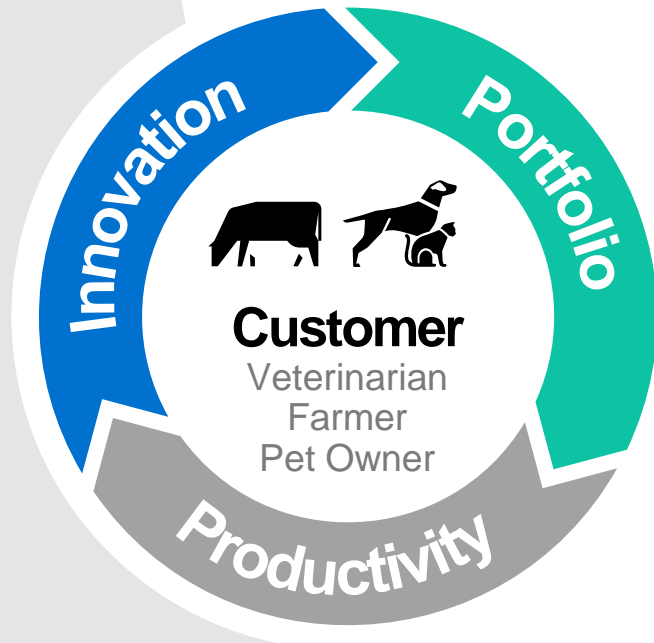 Innovation
Portfolio
Customer
Veterinarian
Farmer
Pet Owner
Productivity